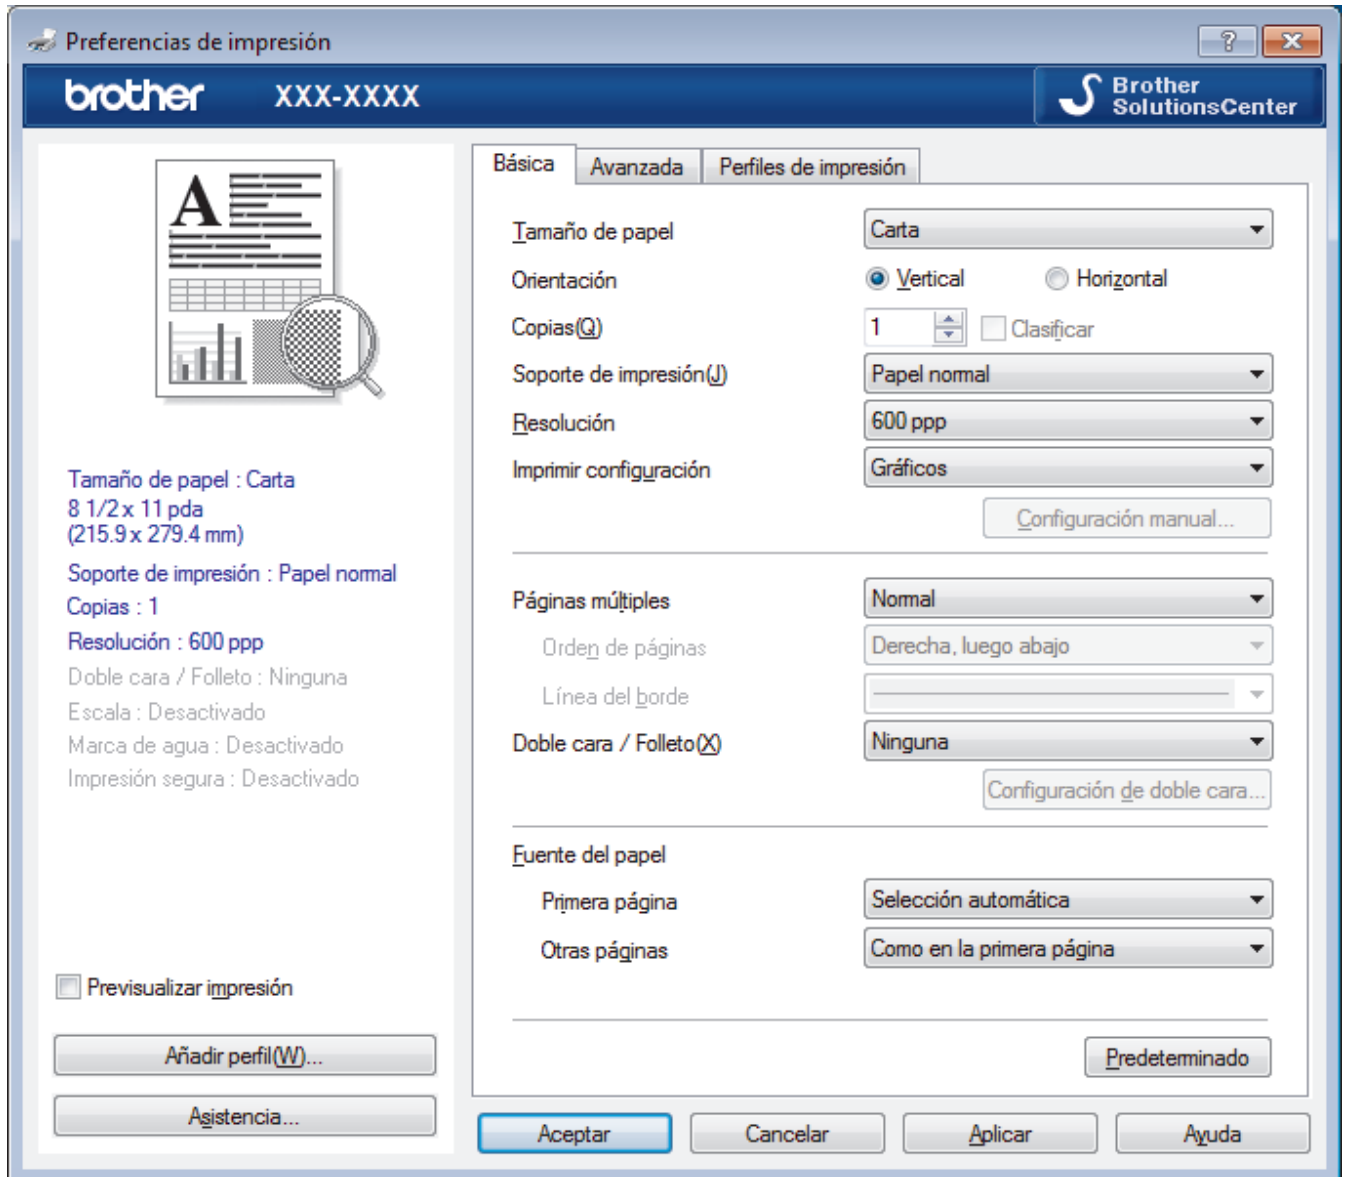 Preferencias de impresión
brother XXX-XXXX
Brother
SolutionsCenter
A
Tamaño de papel : Carta
8 1/2 x 11 pda
(215.9 x 279.4 mm)
Soporte de impresión : Papel normal
Copias : 1
Resolución : 600 ppp
Doble cara / Folleto : Ninguna
Escala : Desactivado
Marca de agua : Desactivado
Impresión segura : Desactivado
Previsualizar impresión
Añadir perfil(W)...
Asistencia...
Básica Avanzada Perfiles de impresión
Tamaño de papel Carta
Orientación Vertical Horizontal
Copias(Q) 1 Clasificar
Soporte de impresión(J) Papel normal
Resolución 600 ppp
Imprimir configuración Gráficos
Configuración manual...
Páginas múltiples Normal
Orden de páginas Derecha, luego abajo
Línea del borde
Doble cara / Folleto(X) Ninguna
Configuración de doble cara...
Fuente del papel
Primera página Selección automática
Otras páginas Como en la primera página
Predeterminado
Aceptar Cancelar Aplicar Ayuda